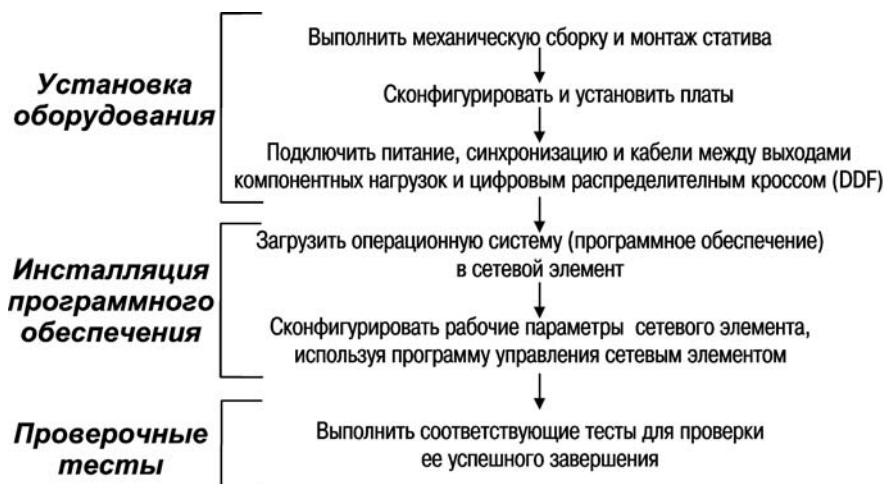 Выполнить механическую сборку и монтаж статива
Установка
оборудования
Сконфигурировать и установить платы
Подключить питание, синхронизацию и кабели между выходами
компонентных нагрузок и цифровым распределителным кроссом (DDF)
Инсталляция
программного
обеспечения
Загрузить операционную систему (программное обеспечение)
в сетевой элемент
Сконфигурировать рабочие параметры сетевого элемента,
используя программу управления сетевым элементом
Проверочные
тесты
Выполнить соответствующие тесты для проверки
ее успешного завершения